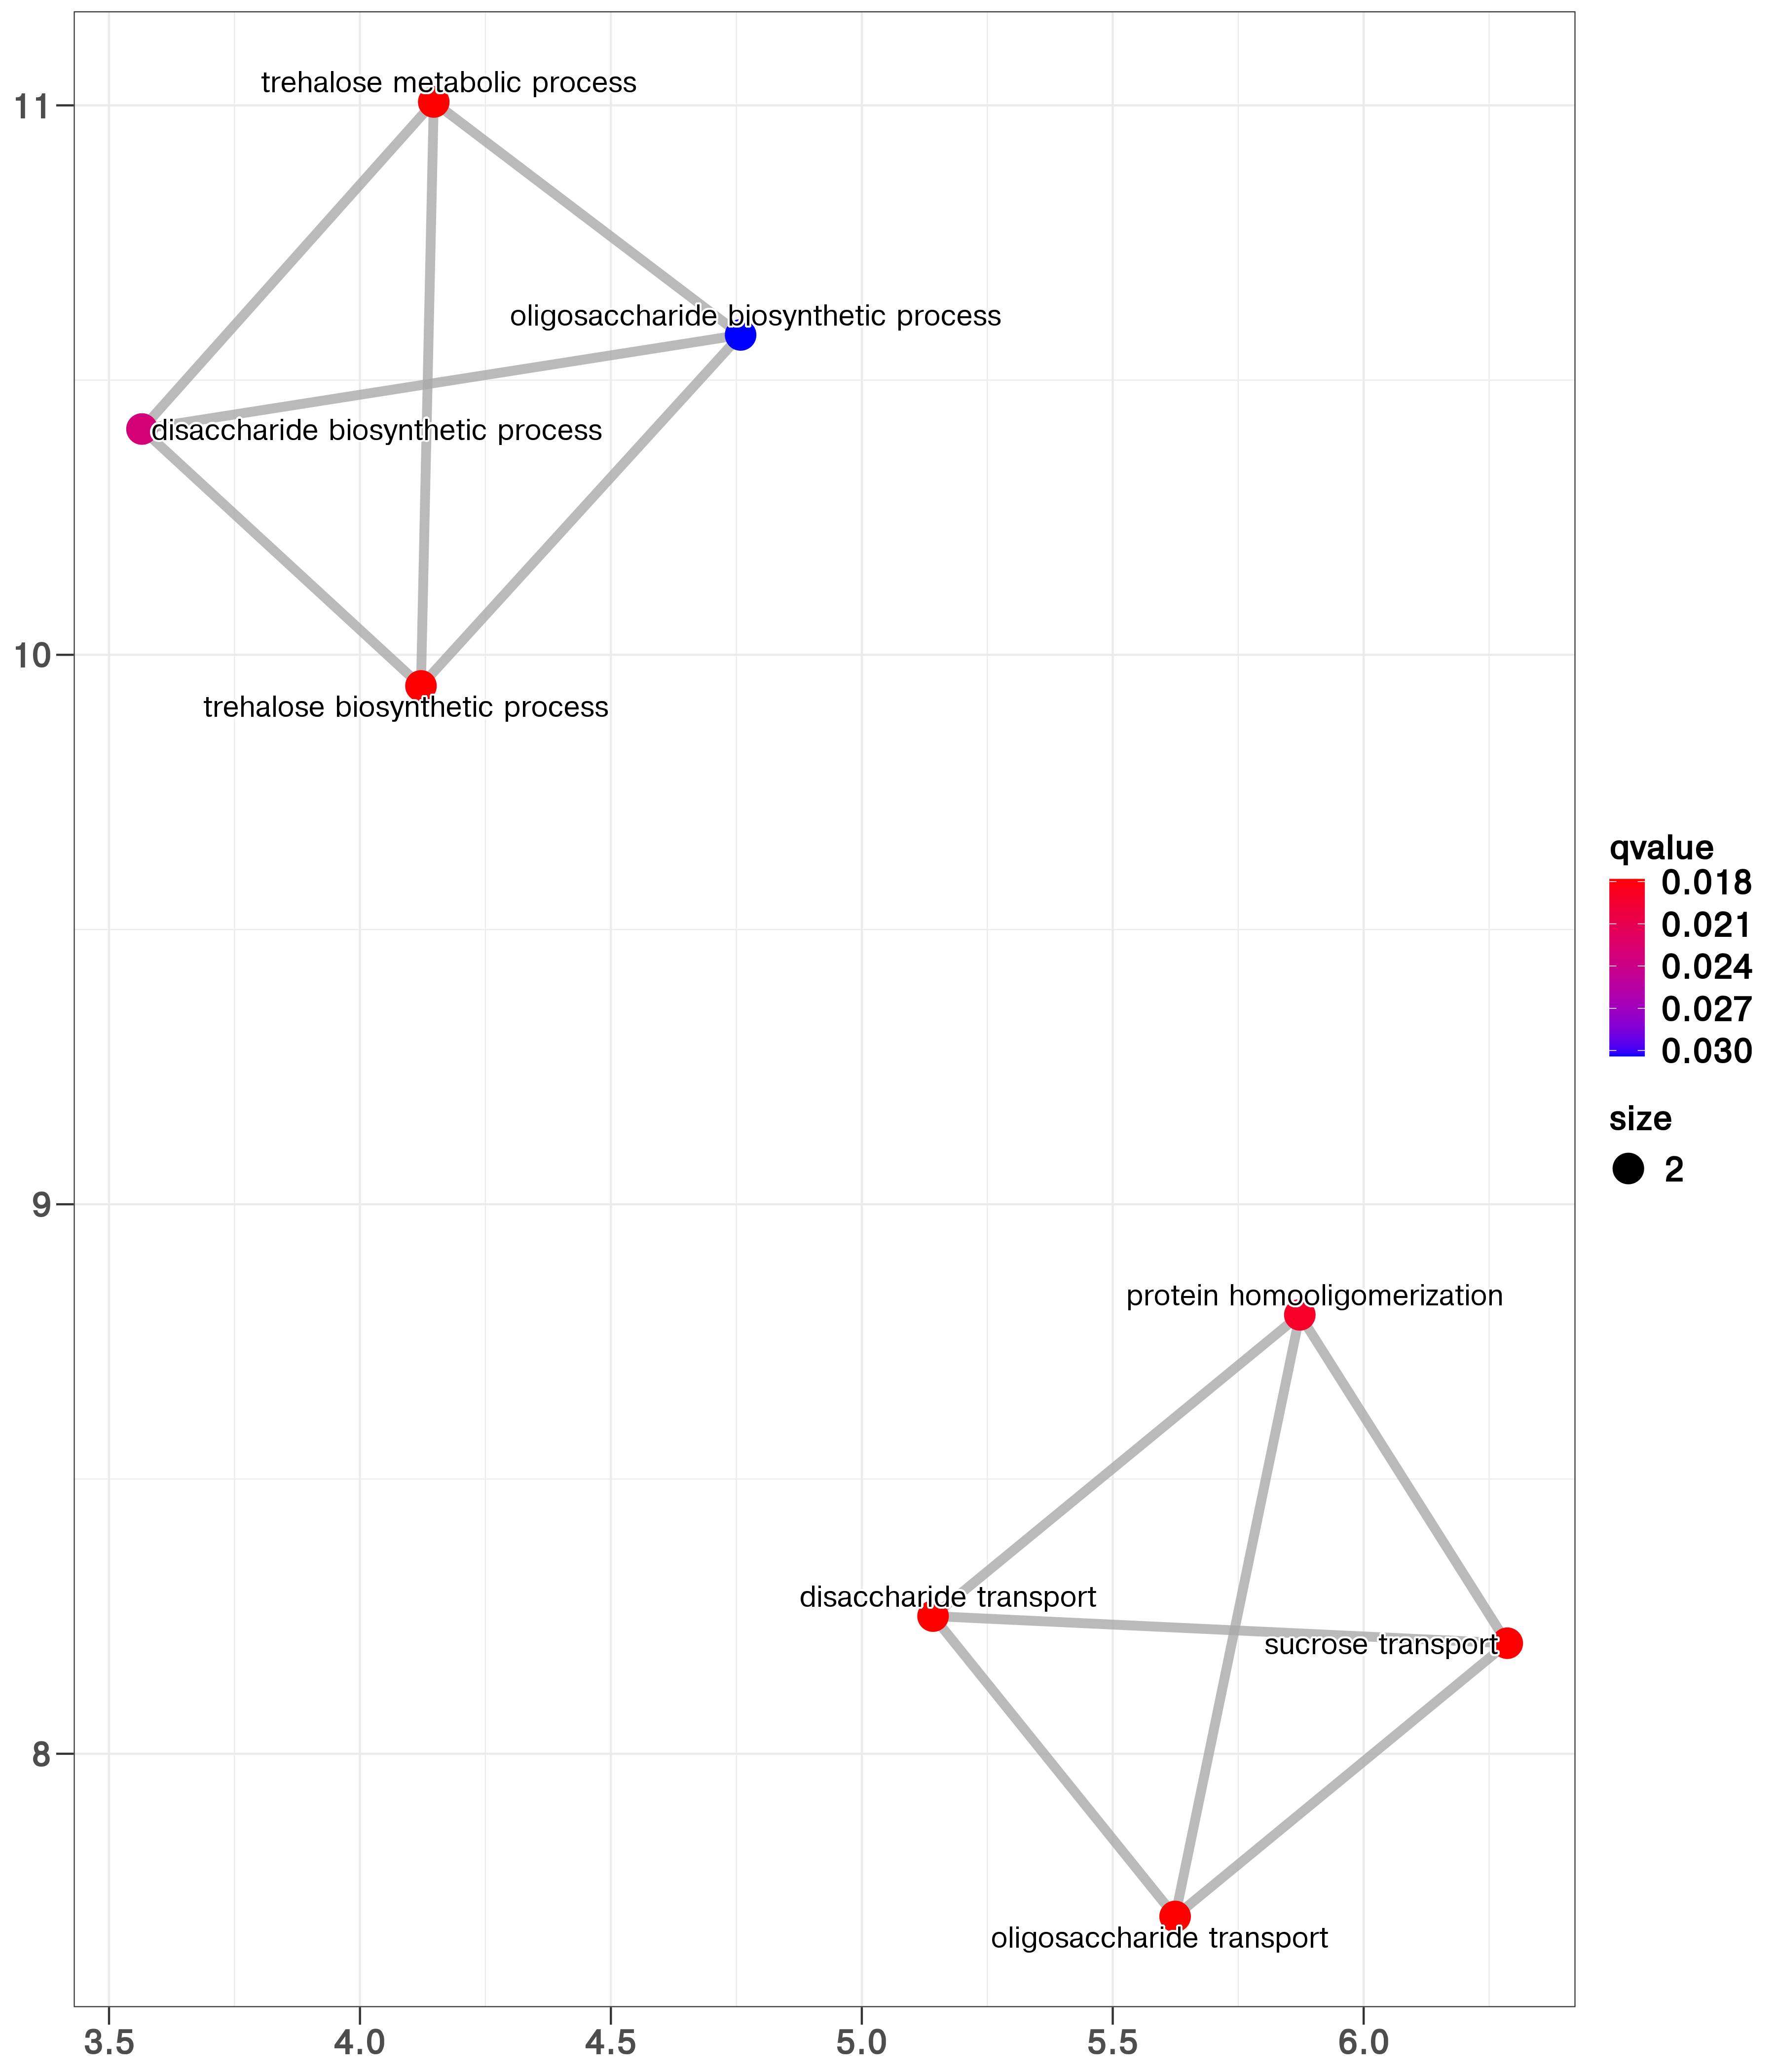 trehalose metabolic process
11
oligosaccharide biosynthetic process
disaccharide biosynthetic process
10
trehalose biosynthetic process
qvalue
0.018
0.021
0.024
0.027
0.030
size
2
9
protein homooligomerization
disaccharide transport
sucrose transport
8
oligosaccharide transport
3.5 4.0 4.5 5.0 5.5 6.0